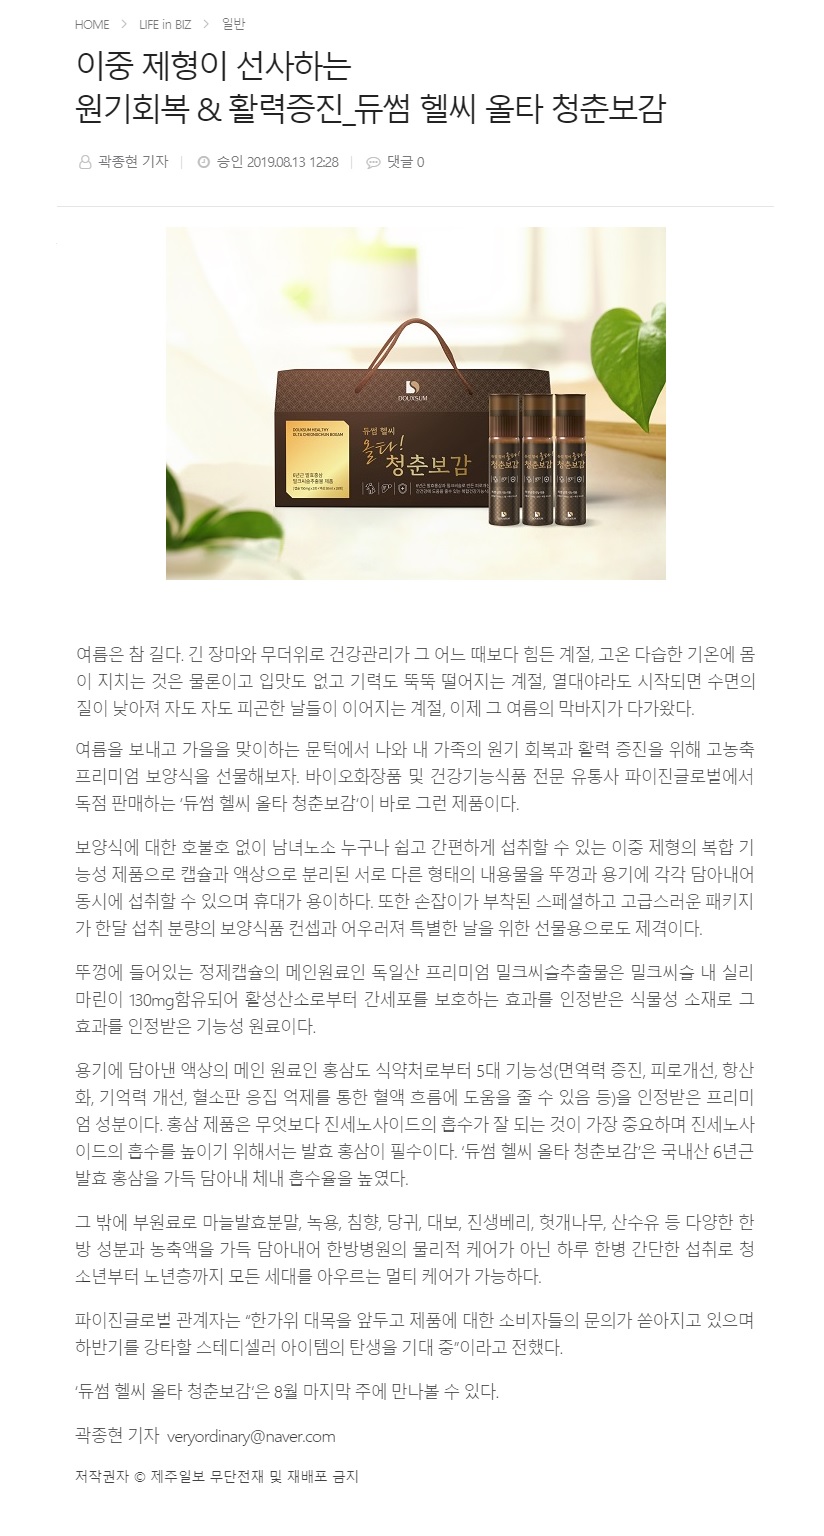 HOME > LIFE in BIZ > 일반
이중 제형이 선사하는
원기회복 & 활력증진_듀썸 헬씨 올타 청춘보감
곽종현 기자 | 승인 2019.08.13 12:28 | 댓글 0
DOUXSUM
DOUXSUM HEALTHY
OLTA CHEONGCHUN BOGAM
6년근 발효홍삼
밀크씨슬추출물 제품
듀썸 헬씨
올타!
청춘보감
여름은 참 길다. 긴 장마와 무더위로 건강관리가 그 어느 때보다 힘든 계절, 고온 다습한 기온에 몸
이 지치는 것은 물론이고 입맛도 없고 기력도 뚝뚝 떨어지는 계절, 열대야라도 시작되면 수면의
질이 낮아져 자도 자도 피곤한 날들이 이어지는 계절, 이제 그 여름의 막바지가 다가왔다.
여름을 보내고 가을을 맞이하는 문턱에서 나와 내 가족의 원기 회복과 활력 증진을 위해 고농축
프리미엄 보양식을 선물해보자. 바이오화장품 및 건강기능식품 전문 유통사 파이진글로벌에서
독점 판매하는 ‘듀썸 헬씨 올타 청춘보감’이 바로 그런 제품이다.
보양식에 대한 호불호 없이 남녀노소 누구나 쉽고 간편하게 섭취할 수 있는 이중 제형의 복합 기
능성 제품으로 캡슐과 액상으로 분리된 서로 다른 형태의 내용물을 뚜껑과 용기에 각각 담아내어
동시에 섭취할 수 있으며 휴대가 용이하다. 또한 손잡이가 부착된 스페셜하고 고급스러운 패키지
가 한달 섭취 분량의 보양식품 컨셉과 어우러져 특별한 날을 위한 선물용으로도 제격이다.
뚜껑에 들어있는 정제캡슐의 메인원료인 독일산 프리미엄 밀크씨슬추출물은 밀크씨슬 내 실리
마린이 130mg함유되어 활성산소로부터 간세포를 보호하는 효과를 인정받은 식물성 소재로 그
효과를 인정받은 기능성 원료이다.
용기에 담아낸 액상의 메인 원료인 홍삼도 식약처로부터 5대 기능성(면역력 증진, 피로개선, 항산
화, 기억력 개선, 혈소판 응집 억제를 통한 혈액 흐름에 도움을 줄 수 있음 등)을 인정받은 프리미
엄 성분이다. 홍삼 제품은 무엇보다 진세노사이드의 흡수가 잘 되는 것이 가장 중요하며 진세노사
이드의 흡수를 높이기 위해서는 발효 홍삼이 필수이다. ‘듀썸 헬씨 올타 청춘보감’은 국내산 6년근
발효 홍삼을 가득 담아내 체내 흡수율을 높였다.
그 밖에 부원료로 마늘발효분말, 녹용, 침향, 당귀, 대보, 진생베리, 헛개나무, 산수유 등 다양한 한
방 성분과 농축액을 가득 담아내어 한방병원의 물리적 케어가 아닌 하루 한병 간단한 섭취로 청
소년부터 노년층까지 모든 세대를 아우르는 멀티 케어가 가능하다.
파이진글로벌 관계자는 “한가위 대목을 앞두고 제품에 대한 소비자들의 문의가 쏟아지고 있으며
하반기를 강타할 스테디셀러 아이템의 탄생을 기대 중”이라고 전했다.
‘듀썸 헬씨 올타 청춘보감’은 8월 마지막 주에 만나볼 수 있다.
곽종현 기자 veryordinary@naver.com
저작권자 © 제주일보 무단전재 및 재배포 금지